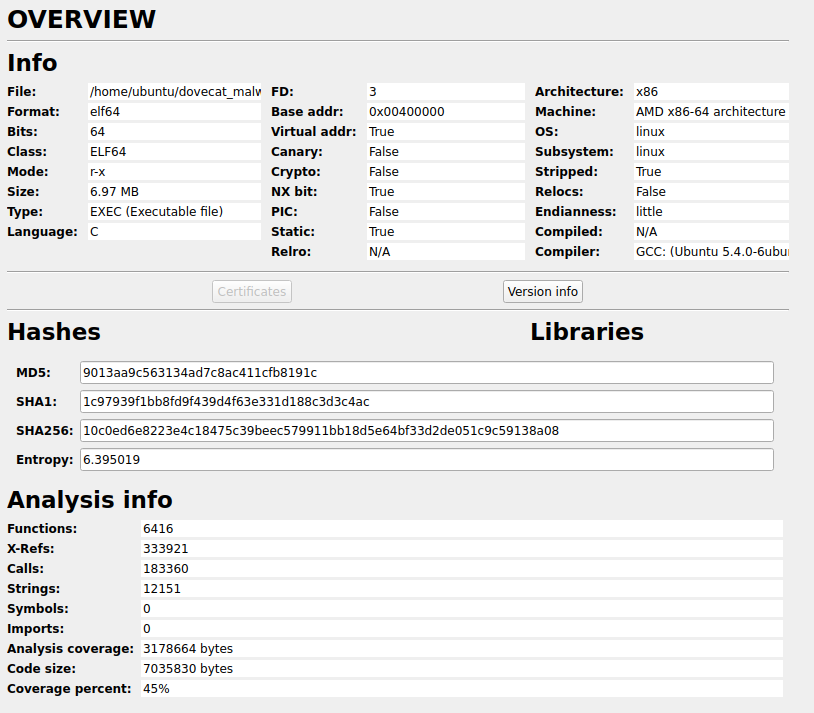 OVERVIEW
Info
File: /home/ubuntu/dovecat_malw FD: 3 Architecture: x86
Format: elf64 Base addr: 0x00400000 Machine: AMD x86-64 architecture
Bits: 64 Virtual addr: True OS: linux
Class: ELF64 Canary: False Subsystem: linux
Mode: r-x Crypto: False Stripped: True
Size: 6.97 MB NX bit: True Relocs: False
Type: EXEC (Executable file) PIC: False Endianness: little
Language: C Static: True Compiled: N/A
Relro: N/A Compiler: GCC: (Ubuntu 5.4.0-6ubu
Certificates Version info
Hashes Libraries
MD5: 9013aa9c563134ad7c8ac411cfb8191c
SHA1: 1c97939f1bb8fd9f439d4f63e331d188c3d3c4ac
SHA256: 10c0ed6e8223e4c18475c39beec579911bb18d5e64bf33d2de051c9c59138a08
Entropy: 6.395019
Analysis info
Functions: 6416
X-Refs: 333921
Calls: 183360
Strings: 12151
Symbols: 0
Imports: 0
Analysis coverage: 3178664 bytes
Code size: 7035830 bytes
Coverage percent: 45%